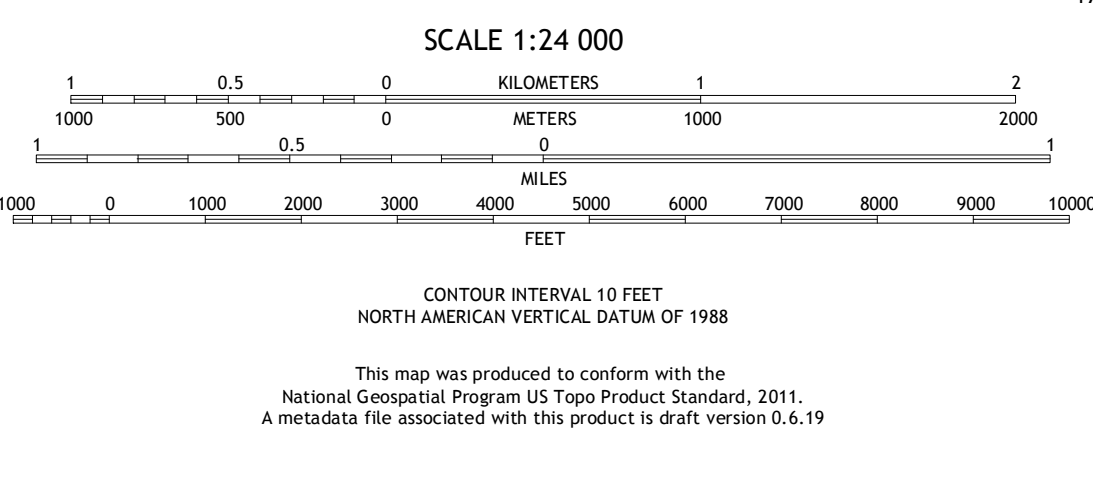 SCALE 1:24 000
1 0.5 0 KILOMETERS 1 2
1000 500 0 METERS 1000 2000
1 0.5 0 1
MILES
1000 0 1000 2000 3000 4000 5000 6000 7000 8000 9000 10000
FEET
CONTOUR INTERVAL 10 FEET
NORTH AMERICAN VERTICAL DATUM OF 1988
This map was produced to conform with the
National Geospatial Program US Topo Product Standard, 2011.
A metadata file associated with this product is draft version 0.6.19